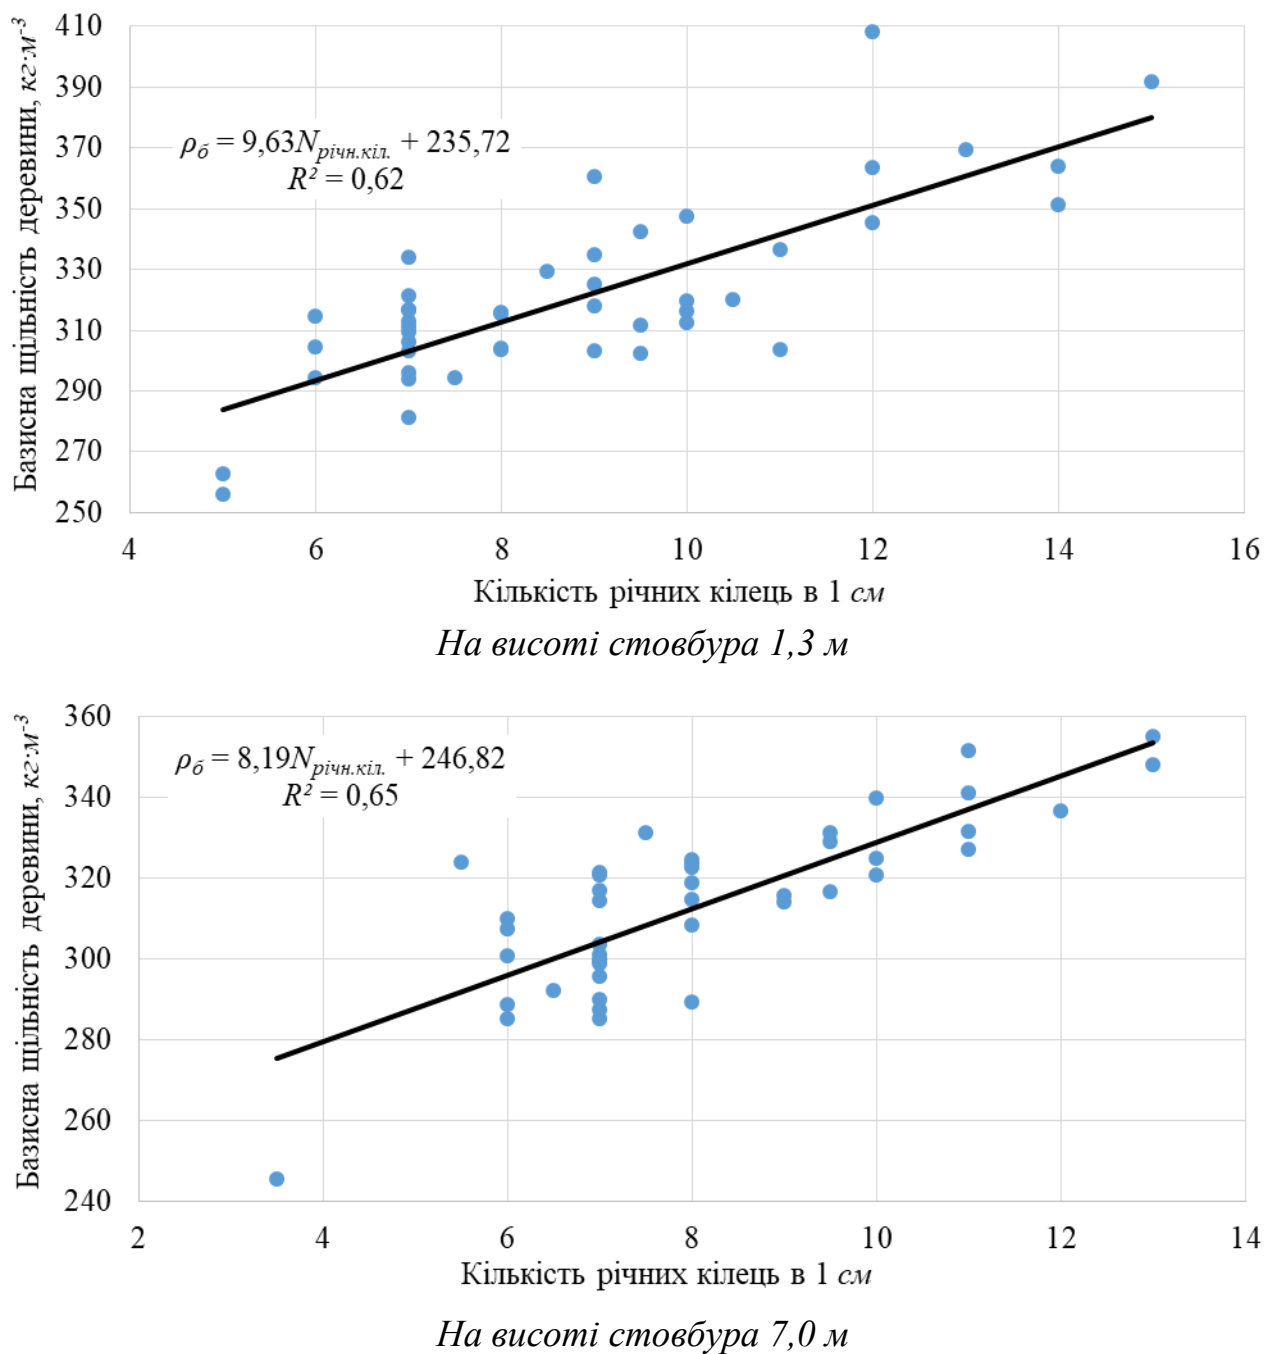 Базисна щільність деревини, кг·м⁻³
410
390
370
350
330
310
290
270
250
ρб = 9,63Nрічн.кіл. + 235,72
R² = 0,62
4 6 8 10 12 14 16
Кількість річних кілець в 1 см
На висоті стовбура 1,3 м
Базисна щільність деревини, кг·м⁻³
360
340
320
300
280
260
240
ρб = 8,19Nрічн.кіл. + 246,82
R² = 0,65
2 4 6 8 10 12 14
Кількість річних кілець в 1 см
На висоті стовбура 7,0 м